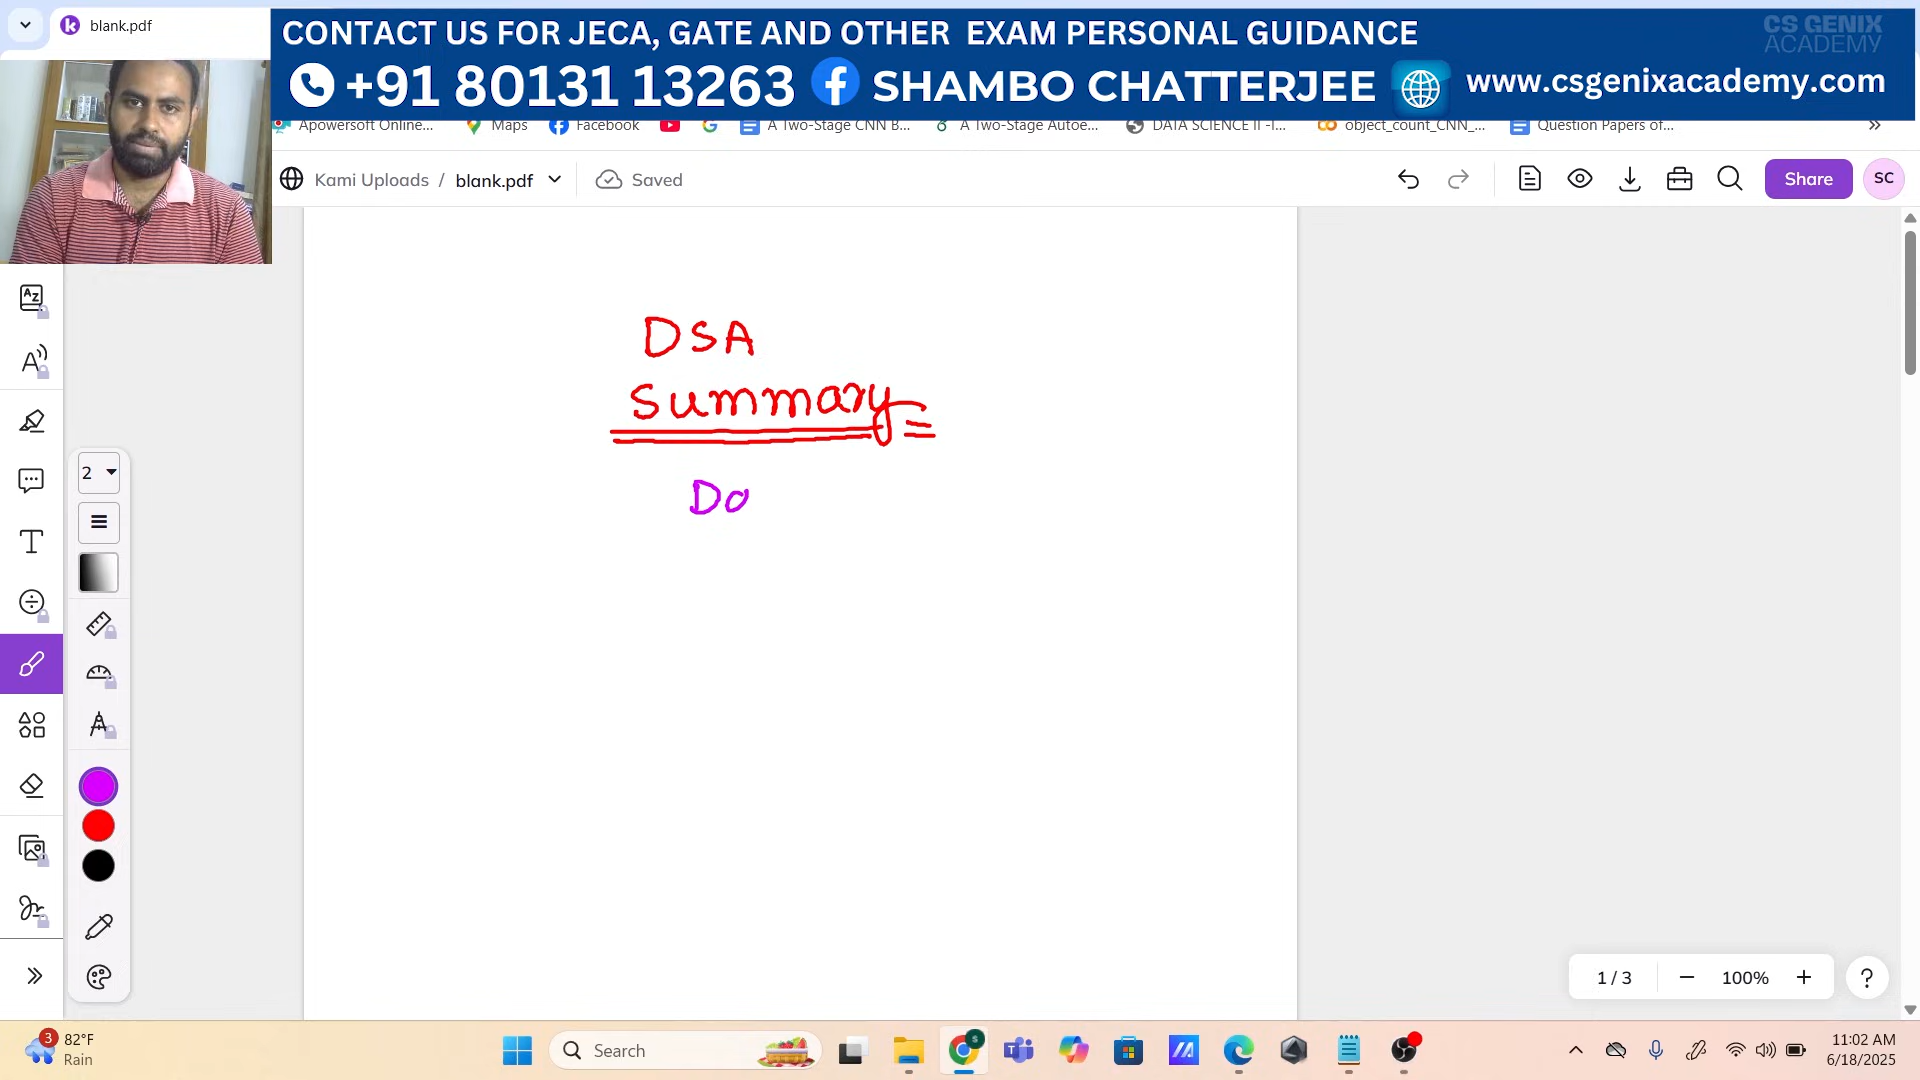 blank.pdf
CONTACT US FOR JECA, GATE AND OTHER EXAM PERSONAL GUIDANCE
CS GENIX
ACADEMY
+91 80131 13263 SHAMBO CHATTERJEE www.csgenixacademy.com
Apowersoft Online... Maps Facebook A Two-Stage CNN B... A Two-Stage Autoe... DATA SCIENCE II -I... object_count_CNN_... Question Papers of...
Kami Uploads / blank.pdf Saved Share SC
DSA
Summary
Do
2
1 / 3 100% ?
3 82°F
Rain
Search
11:02 AM
6/18/2025